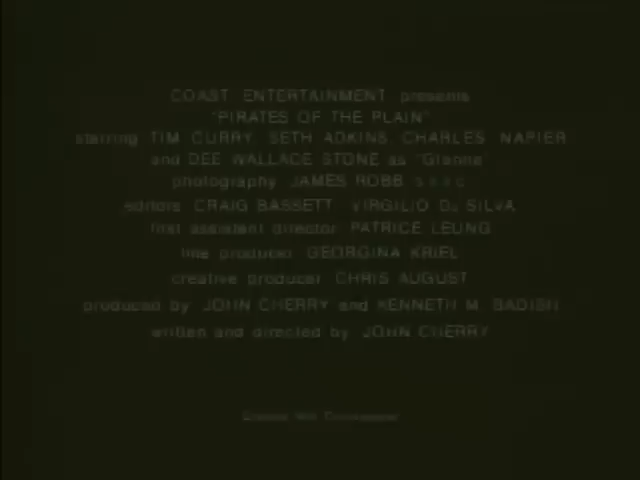 COAST ENTERTAINMENT presents
"PIRATES OF THE PLAIN"
starring TIM CURRY, SETH ADKINS, CHARLES NAPIER
and DEE WALLACE STONE as "Glenna
photography JAMES ROBB
editors CRAIG BASSETT VIRGILIO Da SILVA
first assistant director PATRICE LEUNG
line producer GEORGINA KRIEL
creative producer CHRIS AUGUST
produced by JOHN CHERRY and KENNETH M. BADISH
written and directed by JOHN CHERRY